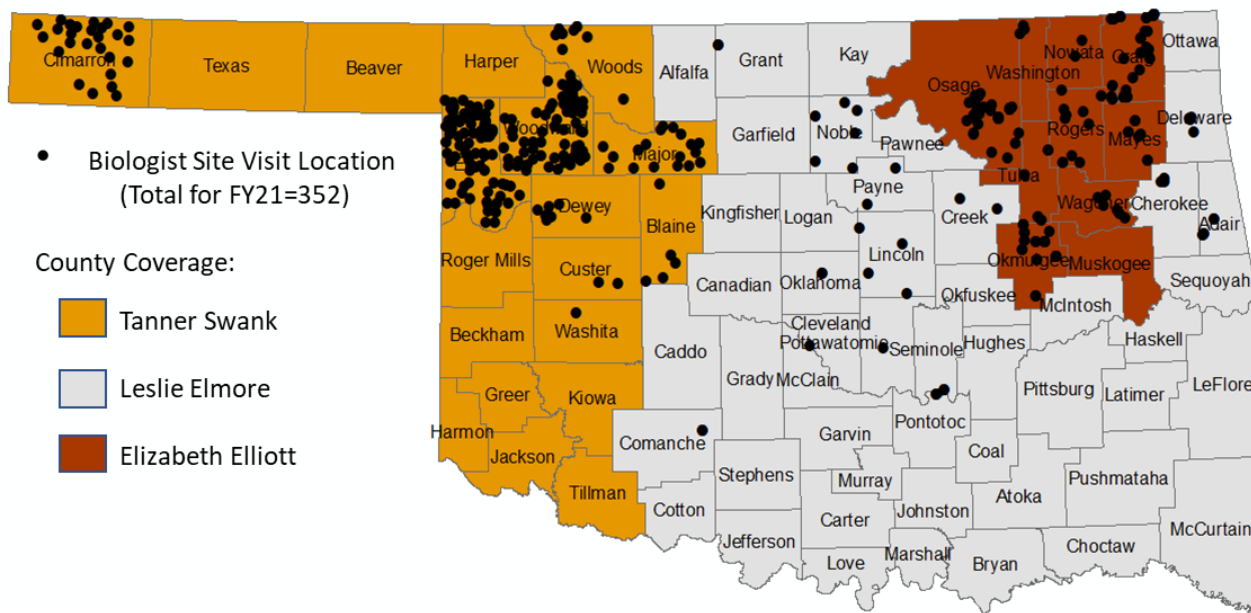 Cimarron
Texas
Beaver
Harper
Woods
Alfalfa
Grant
Kay
Osage
Washington
Nowata
Craig
Ottawa
Woodward
Major
Garfield
Noble
Pawnee
Rogers
Mayes
Delaware
Biologist Site Visit Location
(Total for FY21=352)
Dewey
Blaine
Kingfisher
Logan
Payne
Creek
Tulsa
Wagoner
Cherokee
Adair
County Coverage:
Roger Mills
Custer
Canadian
Oklahoma
Lincoln
Okfuskee
Okmulgee
Muskogee
Sequoyah
McIntosh
Tanner Swank
Beckham
Washita
Caddo
Cleveland
Pottawatomie
Seminole
Hughes
Haskell
Leslie Elmore
Greer
Kiowa
Grady
McClain
Pittsburg
Latimer
LeFlore
Elizabeth Elliott
Harmon
Jackson
Comanche
Garvin
Pontotoc
Coal
Tillman
Stephens
Murray
Pushmataha
Cotton
Carter
Johnston
Atoka
McCurtain
Jefferson
Love
Marshall
Bryan
Choctaw